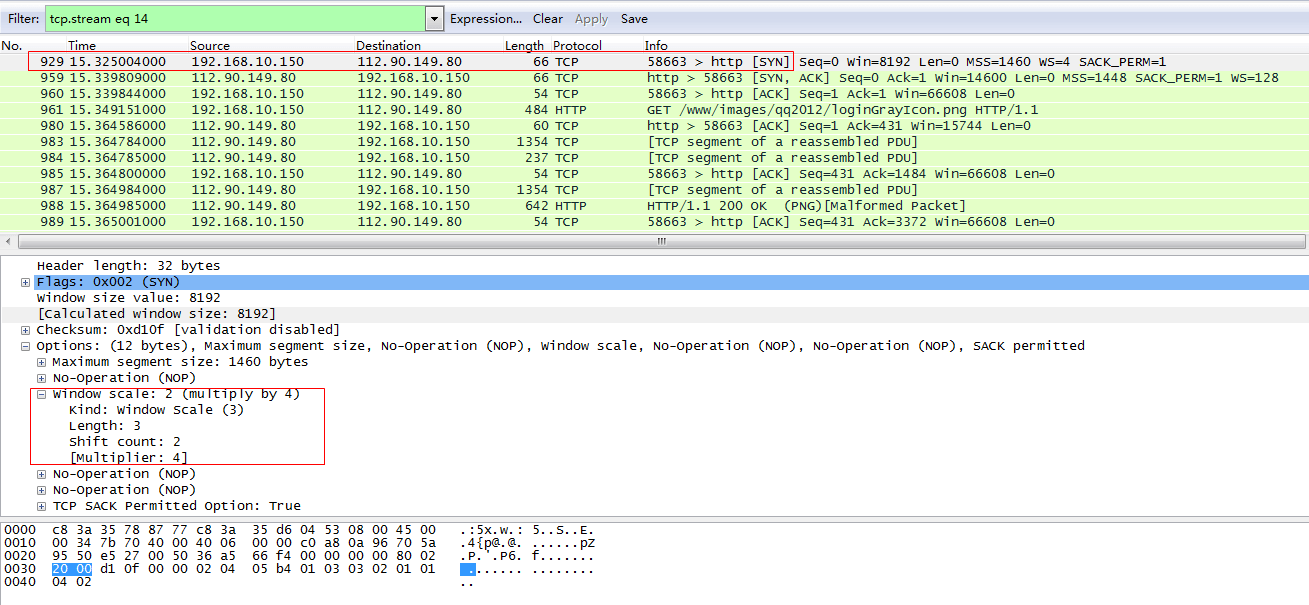 Filter: tcp.stream eq 14 Expression... Clear Apply Save
No. Time Source Destination Length Protocol Info
929 15.325004000 192.168.10.150 112.90.149.80 66 TCP 58663 > http [SYN] Seq=0 Win=8192 Len=0 MSS=1460 WS=4 SACK_PERM=1
959 15.339809000 112.90.149.80 192.168.10.150 66 TCP http > 58663 [SYN, ACK] Seq=0 Ack=1 Win=14600 Len=0 MSS=1448 SACK_PERM=1 WS=128
960 15.339844000 192.168.10.150 112.90.149.80 54 TCP 58663 > http [ACK] Seq=1 Ack=1 Win=66608 Len=0
961 15.349151000 192.168.10.150 112.90.149.80 484 HTTP GET /www/images/qq2012/loginGrayIcon.png HTTP/1.1
980 15.364586000 112.90.149.80 192.168.10.150 60 TCP http > 58663 [ACK] Seq=1 Ack=431 Win=15744 Len=0
983 15.364784000 112.90.149.80 192.168.10.150 1354 TCP [TCP segment of a reassembled PDU]
984 15.364785000 112.90.149.80 192.168.10.150 237 TCP [TCP segment of a reassembled PDU]
985 15.364800000 192.168.10.150 112.90.149.80 54 TCP 58663 > http [ACK] Seq=431 Ack=1484 Win=66608 Len=0
987 15.364984000 112.90.149.80 192.168.10.150 1354 TCP [TCP segment of a reassembled PDU]
988 15.364985000 112.90.149.80 192.168.10.150 642 HTTP HTTP/1.1 200 OK (PNG)[Malformed Packet]
989 15.365001000 192.168.10.150 112.90.149.80 54 TCP 58663 > http [ACK] Seq=431 Ack=3372 Win=66608 Len=0
Header length: 32 bytes
Flags: 0x002 (SYN)
Window size value: 8192
[Calculated window size: 8192]
Checksum: 0xd10f [validation disabled]
Options: (12 bytes), Maximum segment size, No-Operation (NOP), Window scale, No-Operation (NOP), No-Operation (NOP), SACK permitted
Maximum segment size: 1460 bytes
No-Operation (NOP)
Window scale: 2 (multiply by 4)
Kind: Window Scale (3)
Length: 3
Shift count: 2
[Multiplier: 4]
No-Operation (NOP)
No-Operation (NOP)
TCP SACK Permitted Option: True
0000 c8 3a 35 78 87 77 c8 3a 35 d6 04 53 08 00 45 00 .:5x.w.: 5..S..E.
0010 00 34 7b 70 40 00 40 06 00 00 c0 a8 0a 96 70 5a .4{p@.@. ......pZ
0020 95 50 e5 27 00 50 36 a5 66 f4 00 00 00 00 80 02 .P.'.P6. f.......
0030 20 00 d1 0f 00 00 02 04 05 b4 01 03 03 02 01 01 ....... ........
0040 04 02 ..